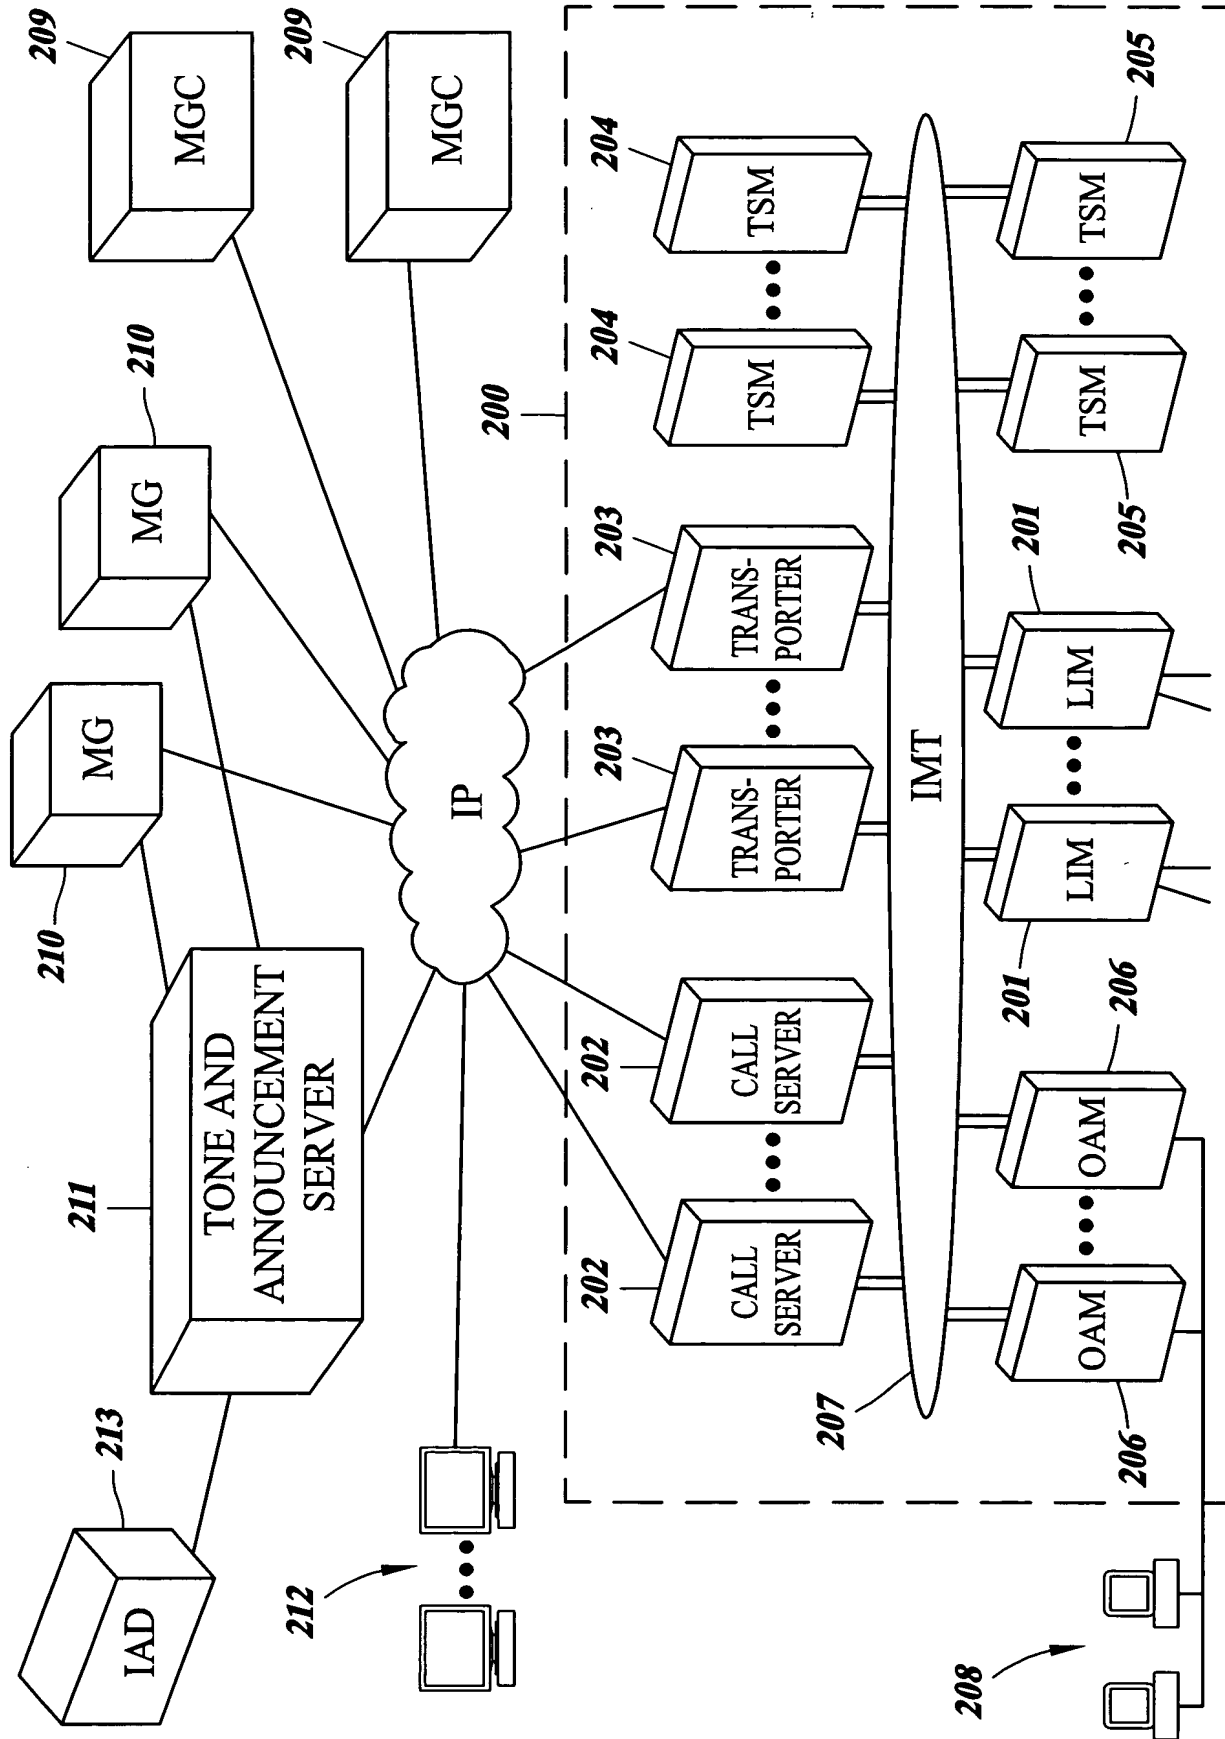 IAD
213
211
TONE AND
ANNOUNCEMENT
SERVER
210
MG
210
MG
209
MGC
209
MGC
212
IP
200
202
CALL
SERVER
202
CALL
SERVER
203
TRANS-
PORTER
203
TRANS-
PORTER
204
TSM
204
TSM
207
IMT
206
OAM
206
OAM
201
LIM
201
LIM
205
TSM
205
TSM
208